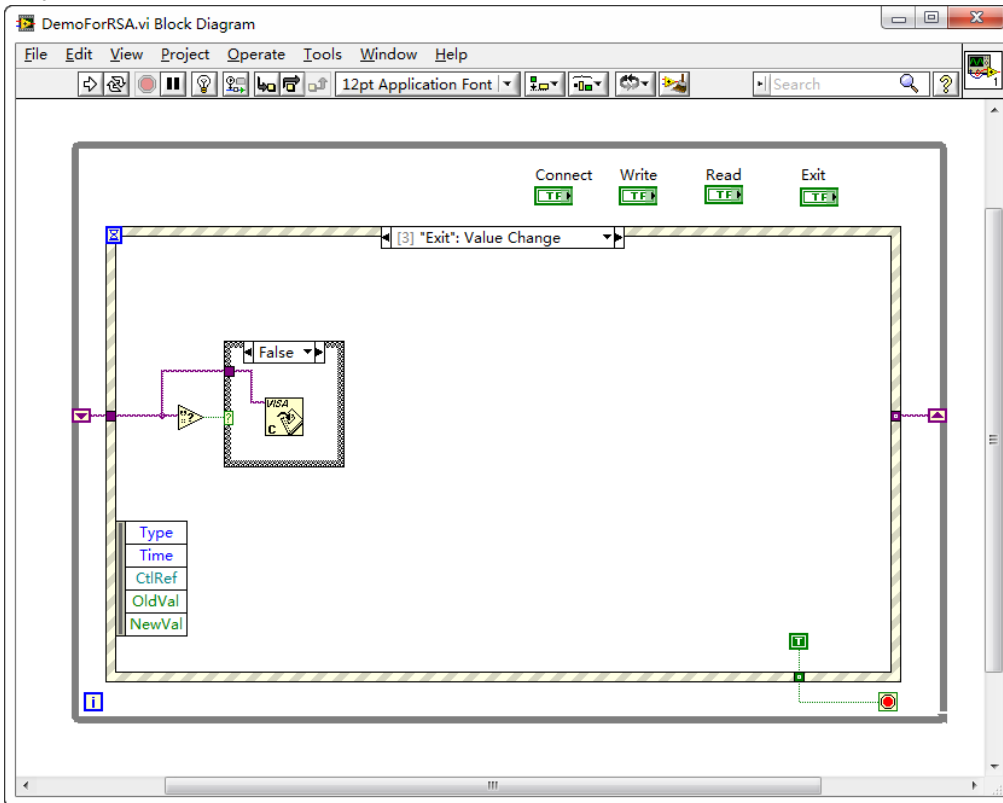 DemoForRSA.vi Block Diagram
File Edit View Project Operate Tools Window Help
12pt Application Font Search 1
Connect Write Read Exit
TF TF TF TF
[3] "Exit": Value Change
False
?
"? VISA
C
Type
Time
CtlRef
OldVal
NewVal
T
i